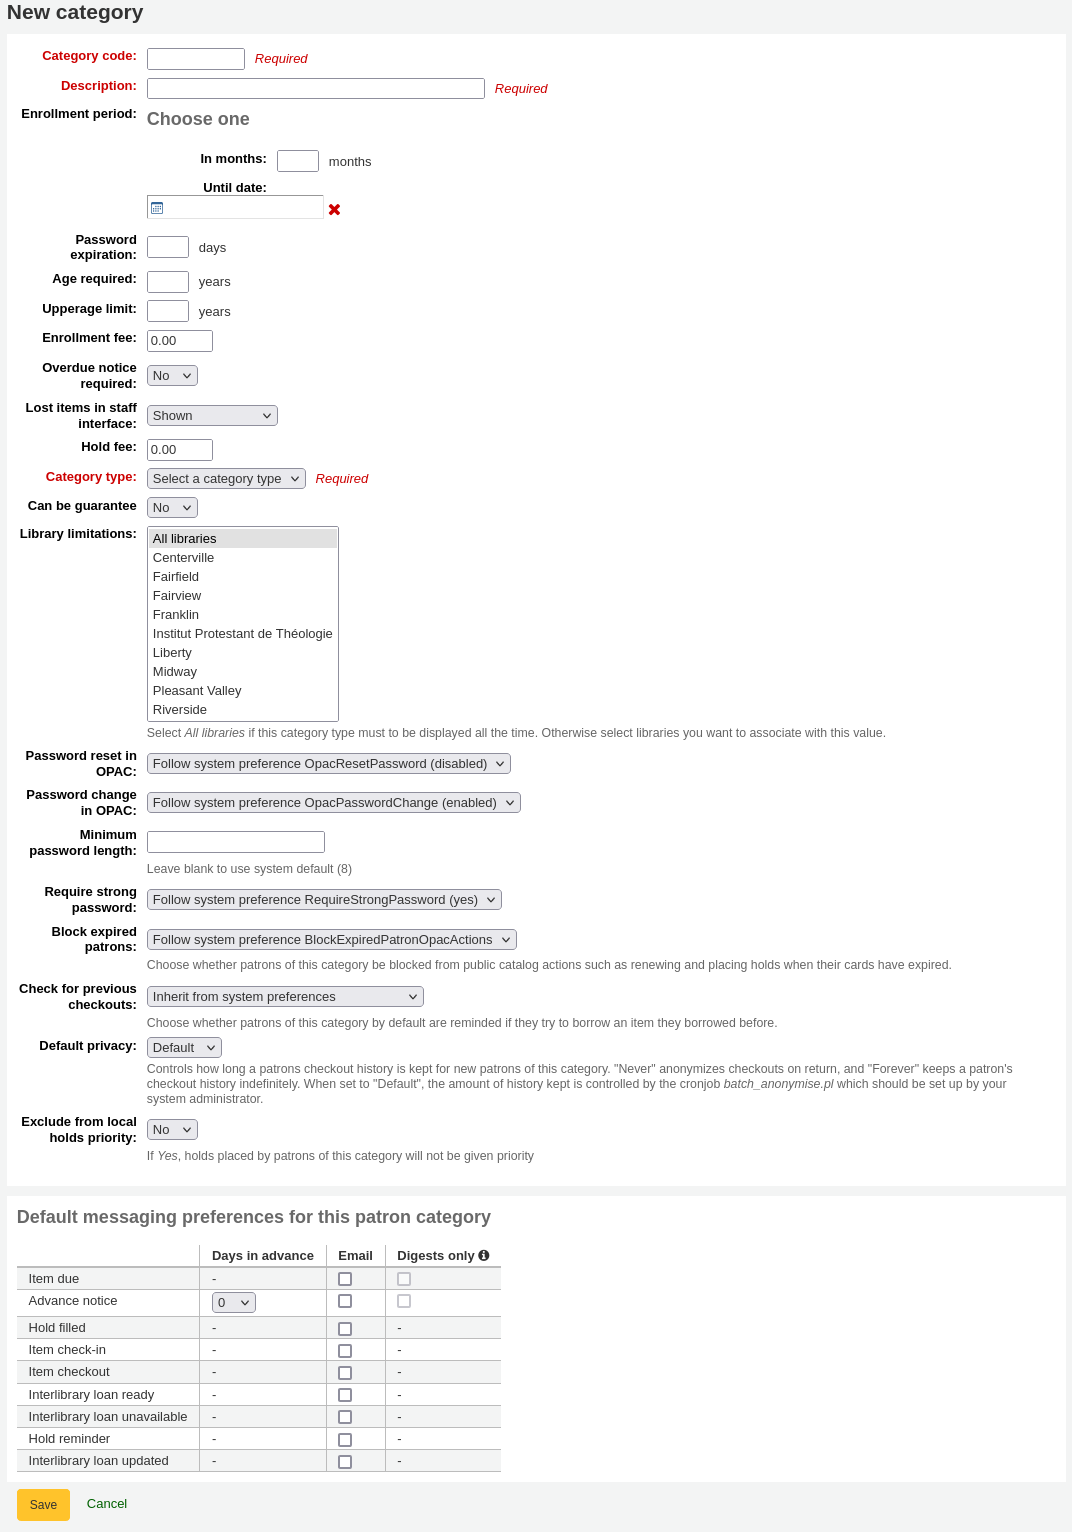 New category
Category code: Required
Description: Required
Enrollment period: Choose one
In months: months
Until date:
Password
expiration: days
Age required: years
Upperage limit: years
Enrollment fee: 0.00
Overdue notice
required: No
Lost items in staff
interface: Shown
Hold fee: 0.00
Category type: Select a category type Required
Can be guarantee No
Library limitations: All libraries
Centerville
Fairfield
Fairview
Franklin
Institut Protestant de Théologie
Liberty
Midway
Pleasant Valley
Riverside
Select All libraries if this category type must to be displayed all the time. Otherwise select libraries you want to associate with this value.
Password reset in
OPAC: Follow system preference OpacResetPassword (disabled)
Password change
in OPAC: Follow system preference OpacPasswordChange (enabled)
Minimum
password length:
Leave blank to use system default (8)
Require strong
password: Follow system preference RequireStrongPassword (yes)
Block expired
patrons: Follow system preference BlockExpiredPatronOpacActions
Choose whether patrons of this category be blocked from public catalog actions such as renewing and placing holds when their cards have expired.
Check for previous
checkouts: Inherit from system preferences
Choose whether patrons of this category by default are reminded if they try to borrow an item they borrowed before.
Default privacy: Default
Controls how long a patrons checkout history is kept for new patrons of this category. "Never" anonymizes checkouts on return, and "Forever" keeps a patron's
checkout history indefinitely. When set to "Default", the amount of history kept is controlled by the cronjob batch_anonymise.pl which should be set up by your
system administrator.
Exclude from local
holds priority: No
If Yes, holds placed by patrons of this category will not be given priority
Default messaging preferences for this patron category
Days in advance Email Digests only
Item due -
Advance notice 0
Hold filled - -
Item check-in - -
Item checkout - -
Interlibrary loan ready - -
Interlibrary loan unavailable - -
Hold reminder - -
Interlibrary loan updated - -
Save Cancel